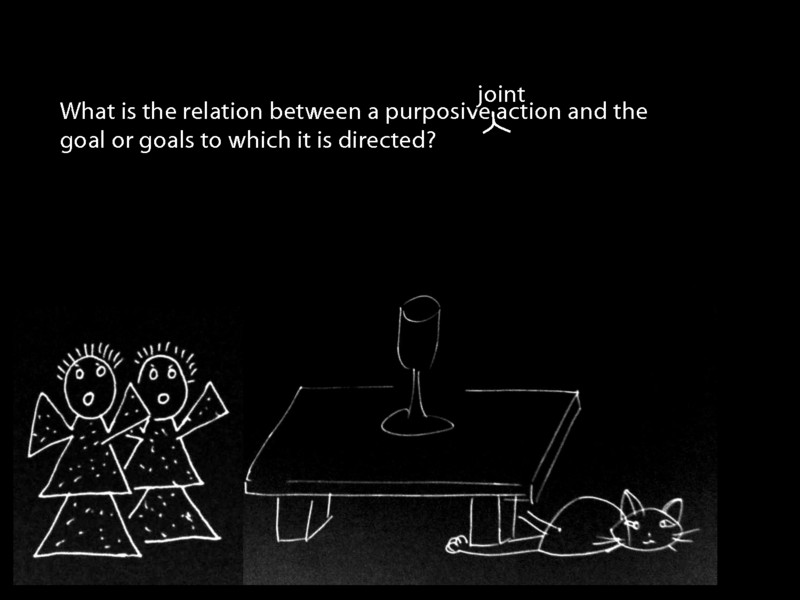 joint
What is the relation between a purposive action and the
goal or goals to which it is directed?